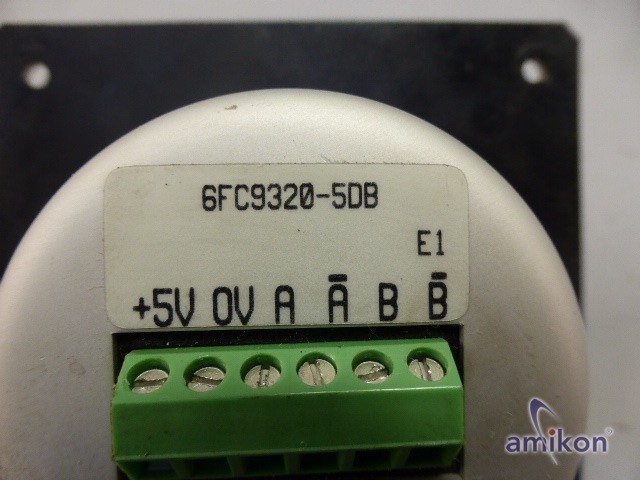 6FC9320-5DB
E1
+5V 0V A A̅ B B̅
amikon